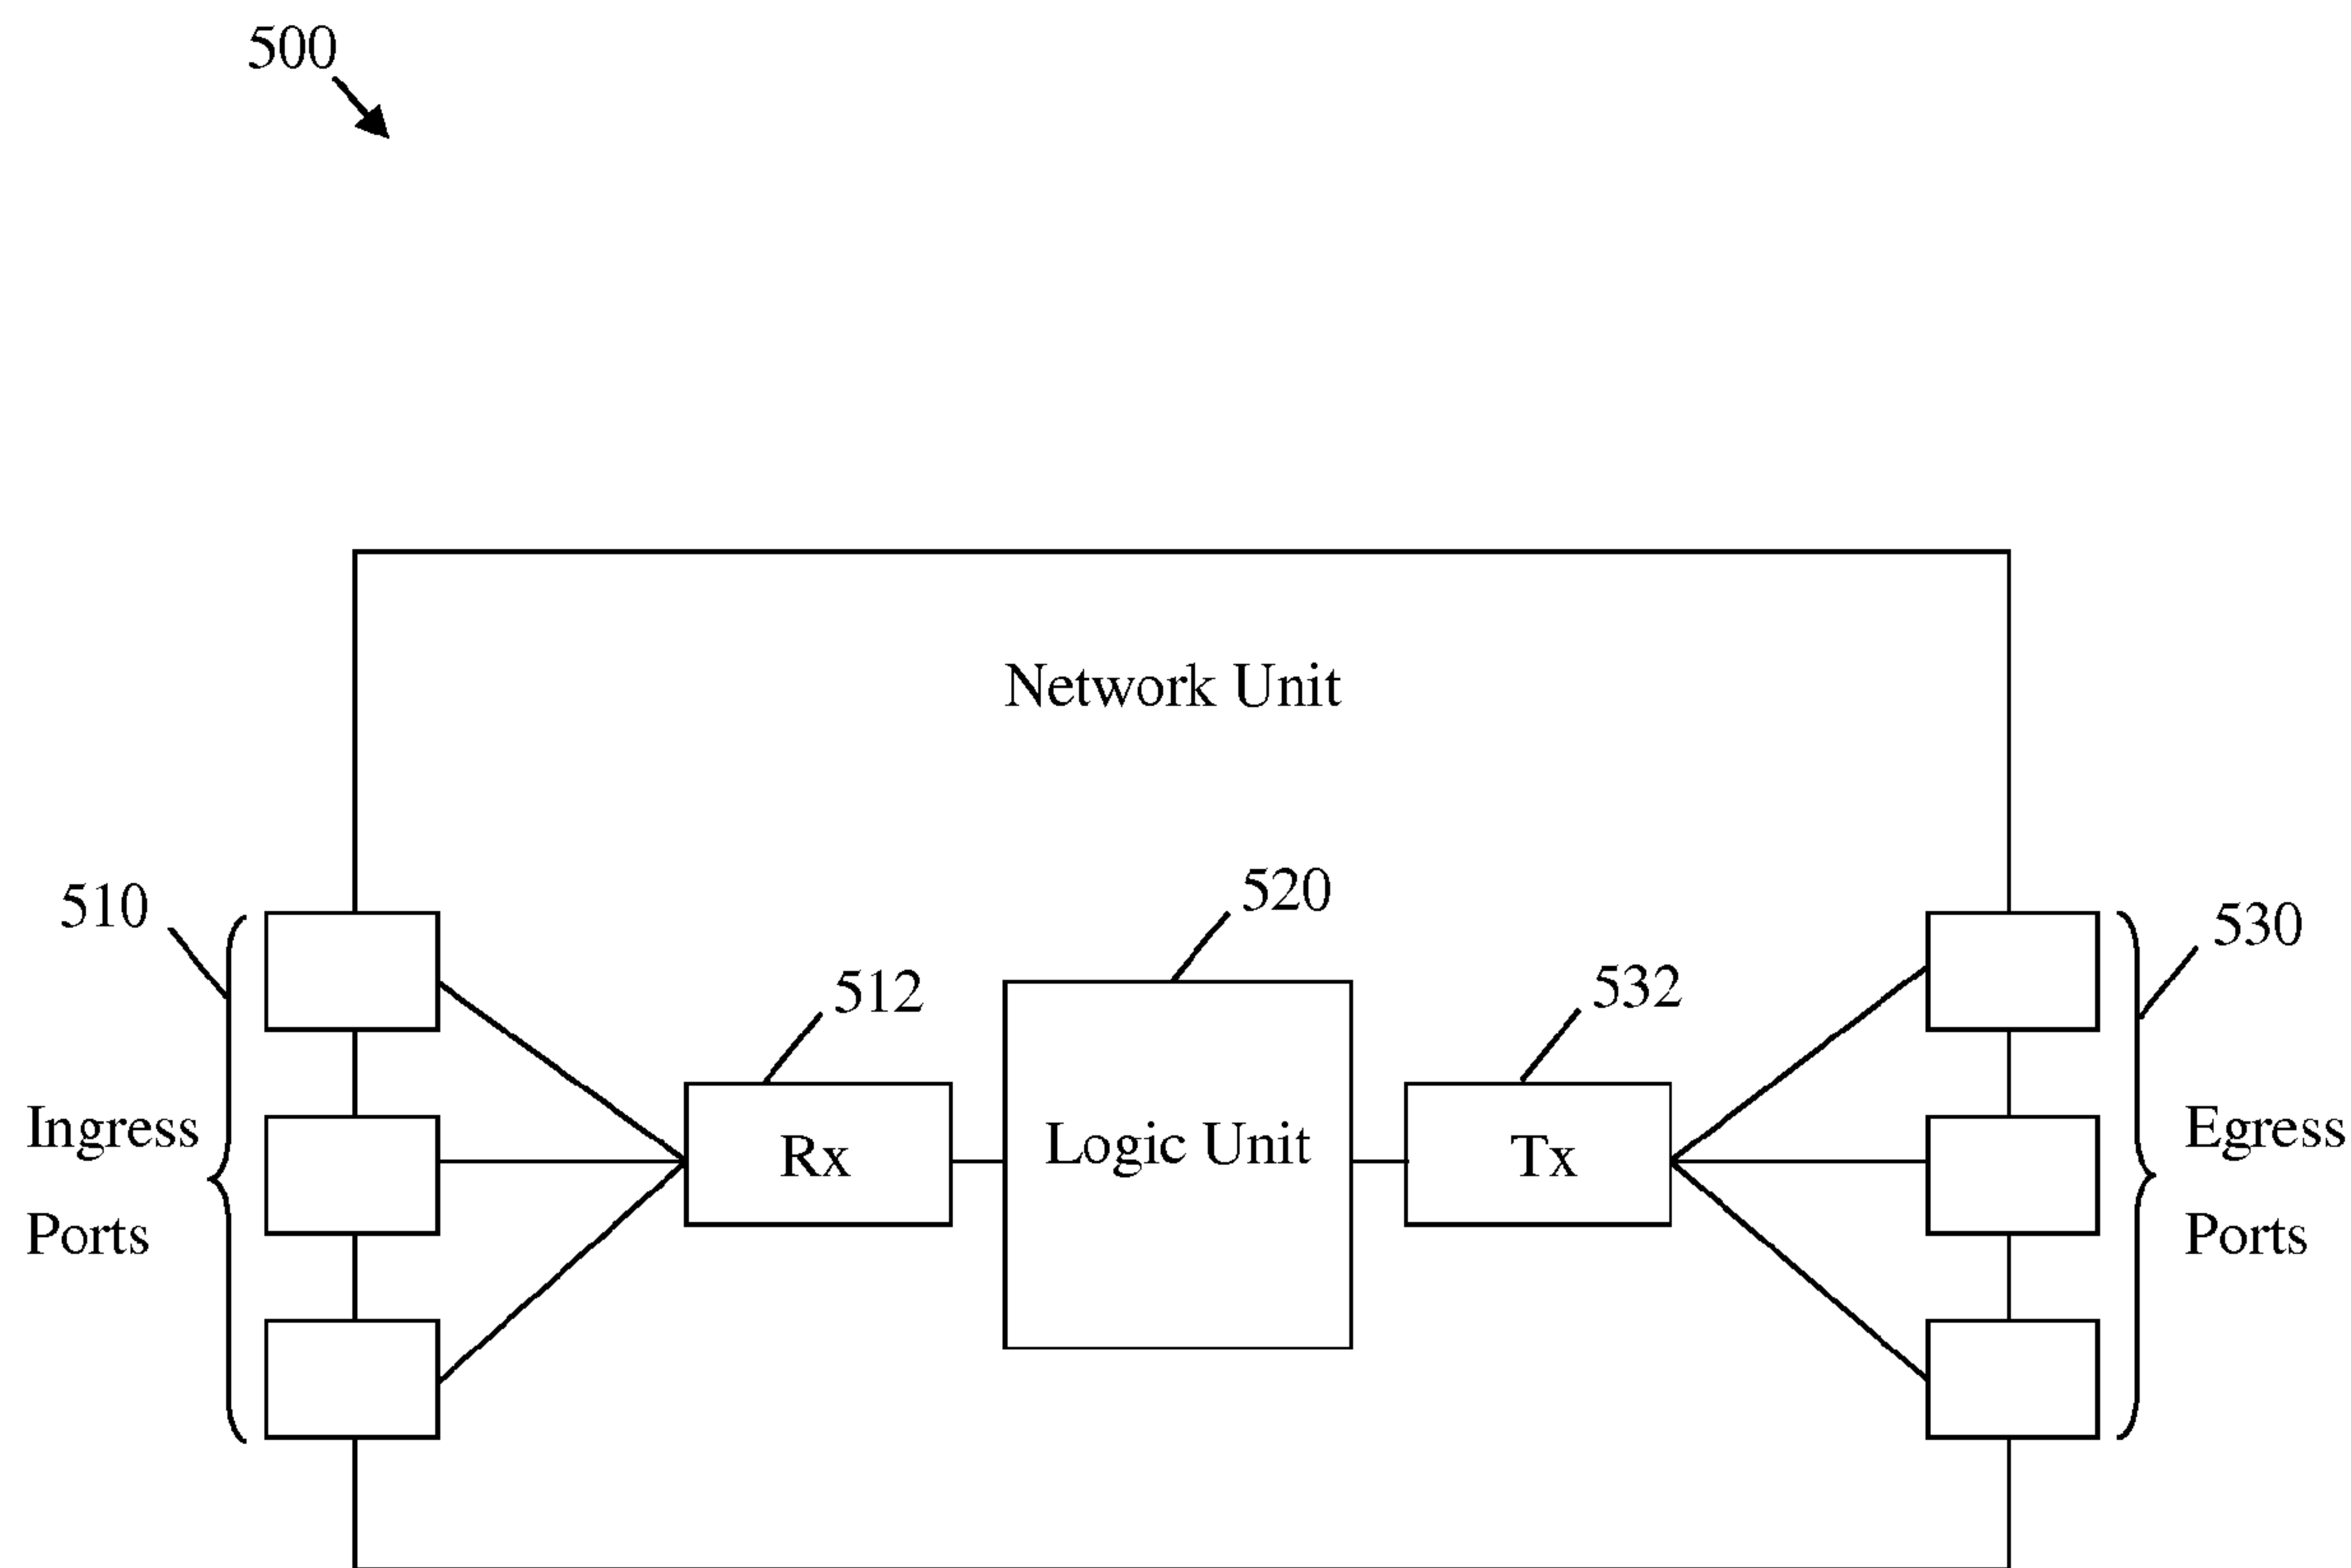 500
Network Unit
520
510
530
512
532
Ingress
Ports
Rx
Logic Unit
Tx
Egress
Ports